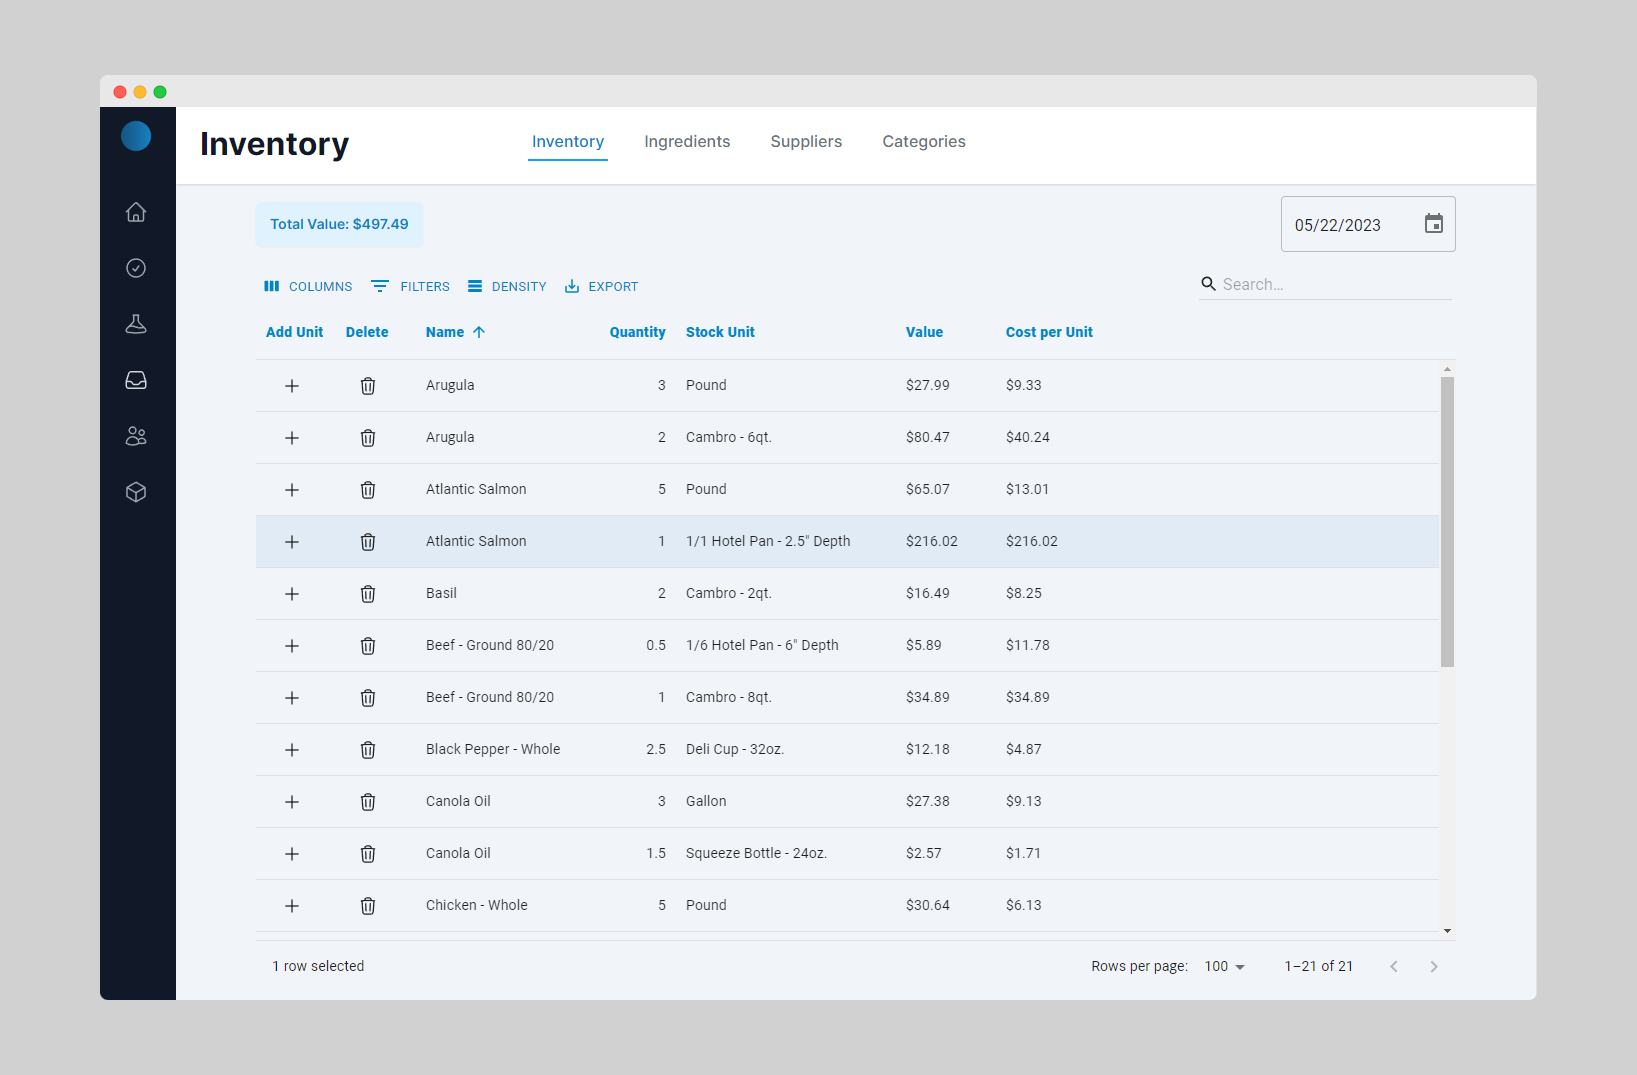 Inventory
Inventory Ingredients Suppliers Categories
Total Value: $497.49
05/22/2023
COLUMNS FILTERS DENSITY EXPORT
Search...
Add Unit Delete Name Quantity Stock Unit Value Cost per Unit
Arugula 3 Pound $27.99 $9.33
Arugula 2 Cambro - 6qt. $80.47 $40.24
Atlantic Salmon 5 Pound $65.07 $13.01
Atlantic Salmon 1 1/1 Hotel Pan - 2.5" Depth $216.02 $216.02
Basil 2 Cambro - 2qt. $16.49 $8.25
Beef - Ground 80/20 0.5 1/6 Hotel Pan - 6" Depth $5.89 $11.78
Beef - Ground 80/20 1 Cambro - 8qt. $34.89 $34.89
Black Pepper - Whole 2.5 Deli Cup - 32oz. $12.18 $4.87
Canola Oil 3 Gallon $27.38 $9.13
Canola Oil 1.5 Squeeze Bottle - 24oz. $2.57 $1.71
Chicken - Whole 5 Pound $30.64 $6.13
1 row selected
Rows per page: 100 1–21 of 21